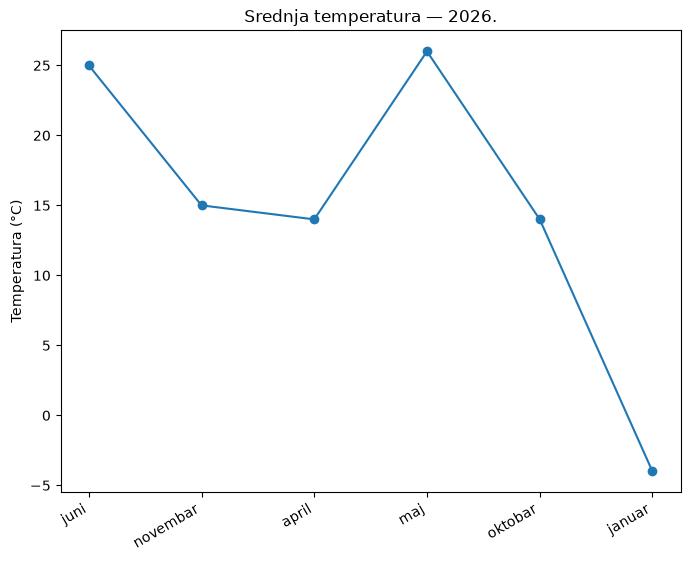 Srednja temperatura — 2026.
Temperatura (°C)
25
20
15
10
5
0
−5
juni
novembar
april
maj
oktobar
januar